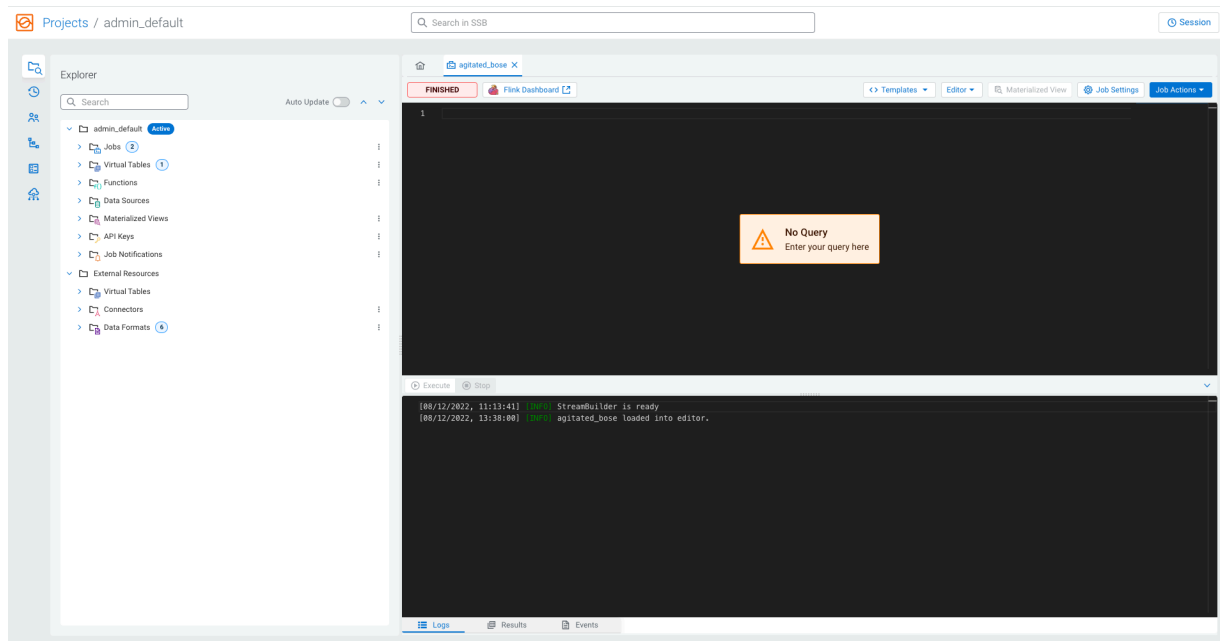 Projects / admin_default
Search in SSB
Session
Explorer
Search
Auto Update
admin_default Active
Jobs 2
Virtual Tables 1
Functions
Data Sources
Materialized Views
API Keys
Job Notifications
External Resources
Virtual Tables
Connectors
Data Formats 6
agitated_bose
FINISHED
Flink Dashboard
<> Templates
Editor
Materialized View
Job Settings
Job Actions
1
No Query
Enter your query here
Execute
Stop
[08/12/2022, 11:13:41] [INFO] StreamBuilder is ready
[08/12/2022, 13:38:00] [INFO] agitated_bose loaded into editor.
Logs
Results
Events